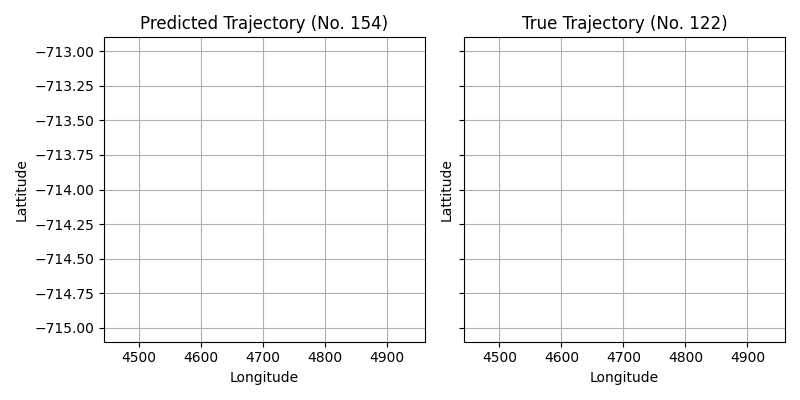 Predicted Trajectory (No. 154)
True Trajectory (No. 122)
−713.00
−713.25
−713.50
−713.75
−714.00
−714.25
−714.50
−714.75
−715.00
Lattitude
Lattitude
4500 4600 4700 4800 4900
4500 4600 4700 4800 4900
Longitude
Longitude